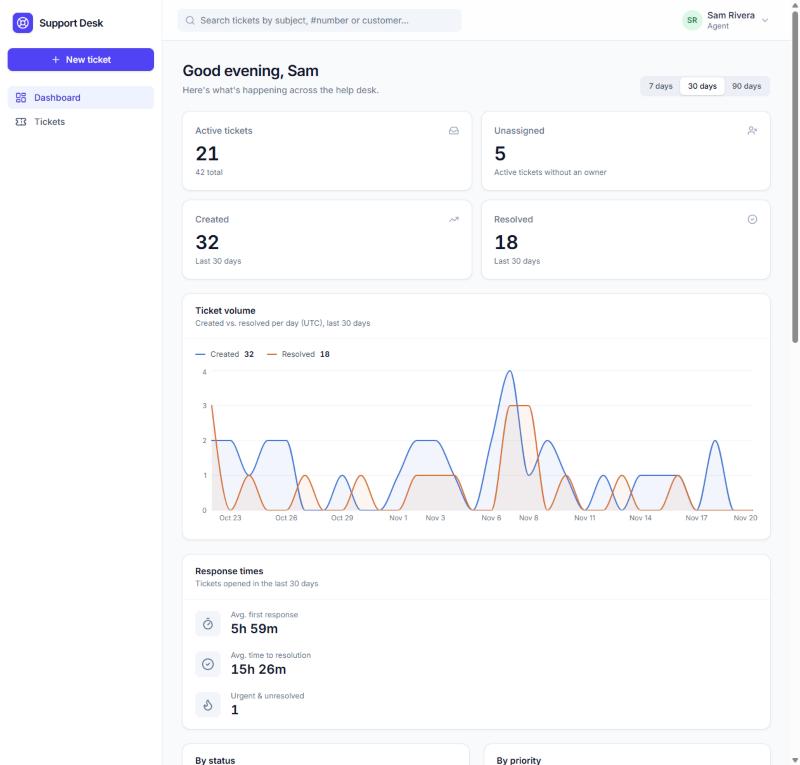 Support Desk
Search tickets by subject, #number or customer...
SR
Sam Rivera
Agent
New ticket
Dashboard
Tickets
Good evening, Sam
Here's what's happening across the help desk.
7 days
30 days
90 days
Active tickets
21
42 total
Unassigned
5
Active tickets without an owner
Created
32
Last 30 days
Resolved
18
Last 30 days
Ticket volume
Created vs. resolved per day (UTC), last 30 days
Created 32 Resolved 18
4
3
2
1
0
Oct 23 Oct 26 Oct 29 Nov 1 Nov 3 Nov 6 Nov 8 Nov 11 Nov 14 Nov 17 Nov 20
Response times
Tickets opened in the last 30 days
Avg. first response
5h 59m
Avg. time to resolution
15h 26m
Urgent & unresolved
1
By status
By priority